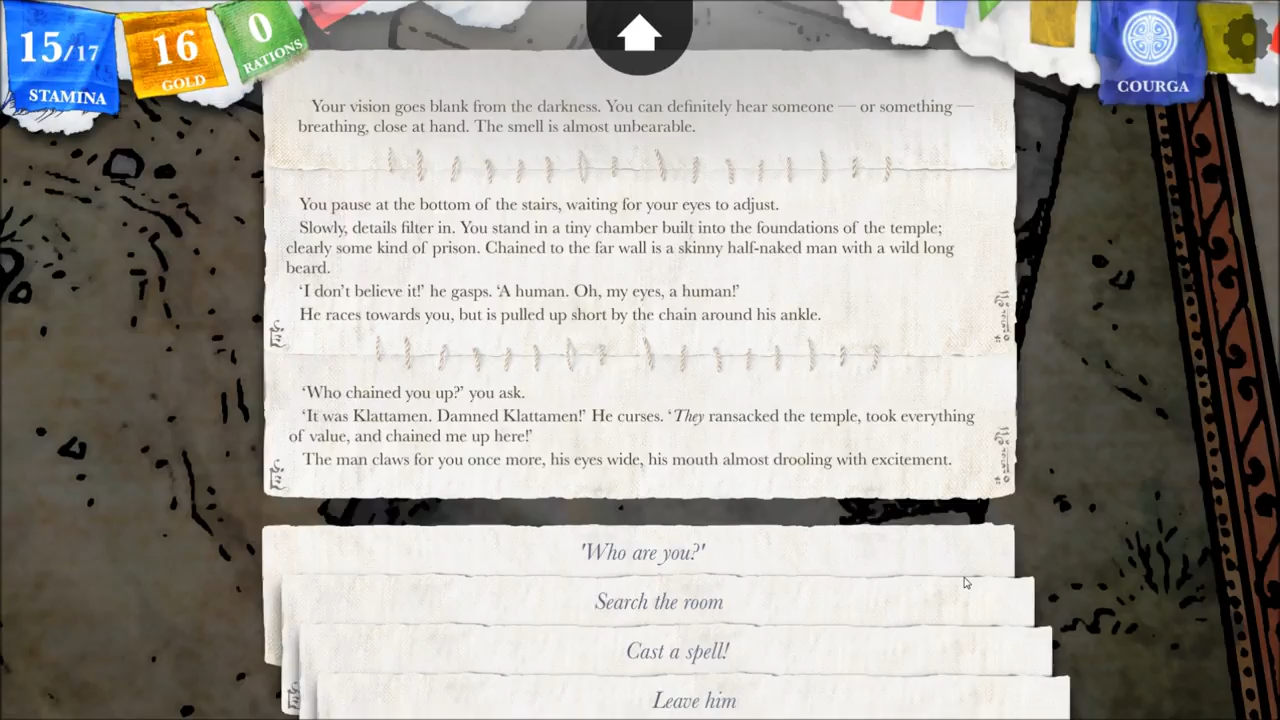 15/17
STAMINA
16
GOLD
0
RATIONS
COURGA
Your vision goes blank from the darkness. You can definitely hear someone — or something —
breathing, close at hand. The smell is almost unbearable.
You pause at the bottom of the stairs, waiting for your eyes to adjust.
Slowly, details filter in. You stand in a tiny chamber built into the foundations of the temple;
clearly some kind of prison. Chained to the far wall is a skinny half-naked man with a wild long
beard.
‘I don’t believe it!’ he gasps. ‘A human. Oh, my eyes, a human!’
He races towards you, but is pulled up short by the chain around his ankle.
‘Who chained you up?’ you ask.
‘It was Klattamen. Damned Klattamen!’ He curses. ‘They ransacked the temple, took everything
of value, and chained me up here!’
The man claws for you once more, his eyes wide, his mouth almost drooling with excitement.
'Who are you?'
Search the room
Cast a spell!
Leave him